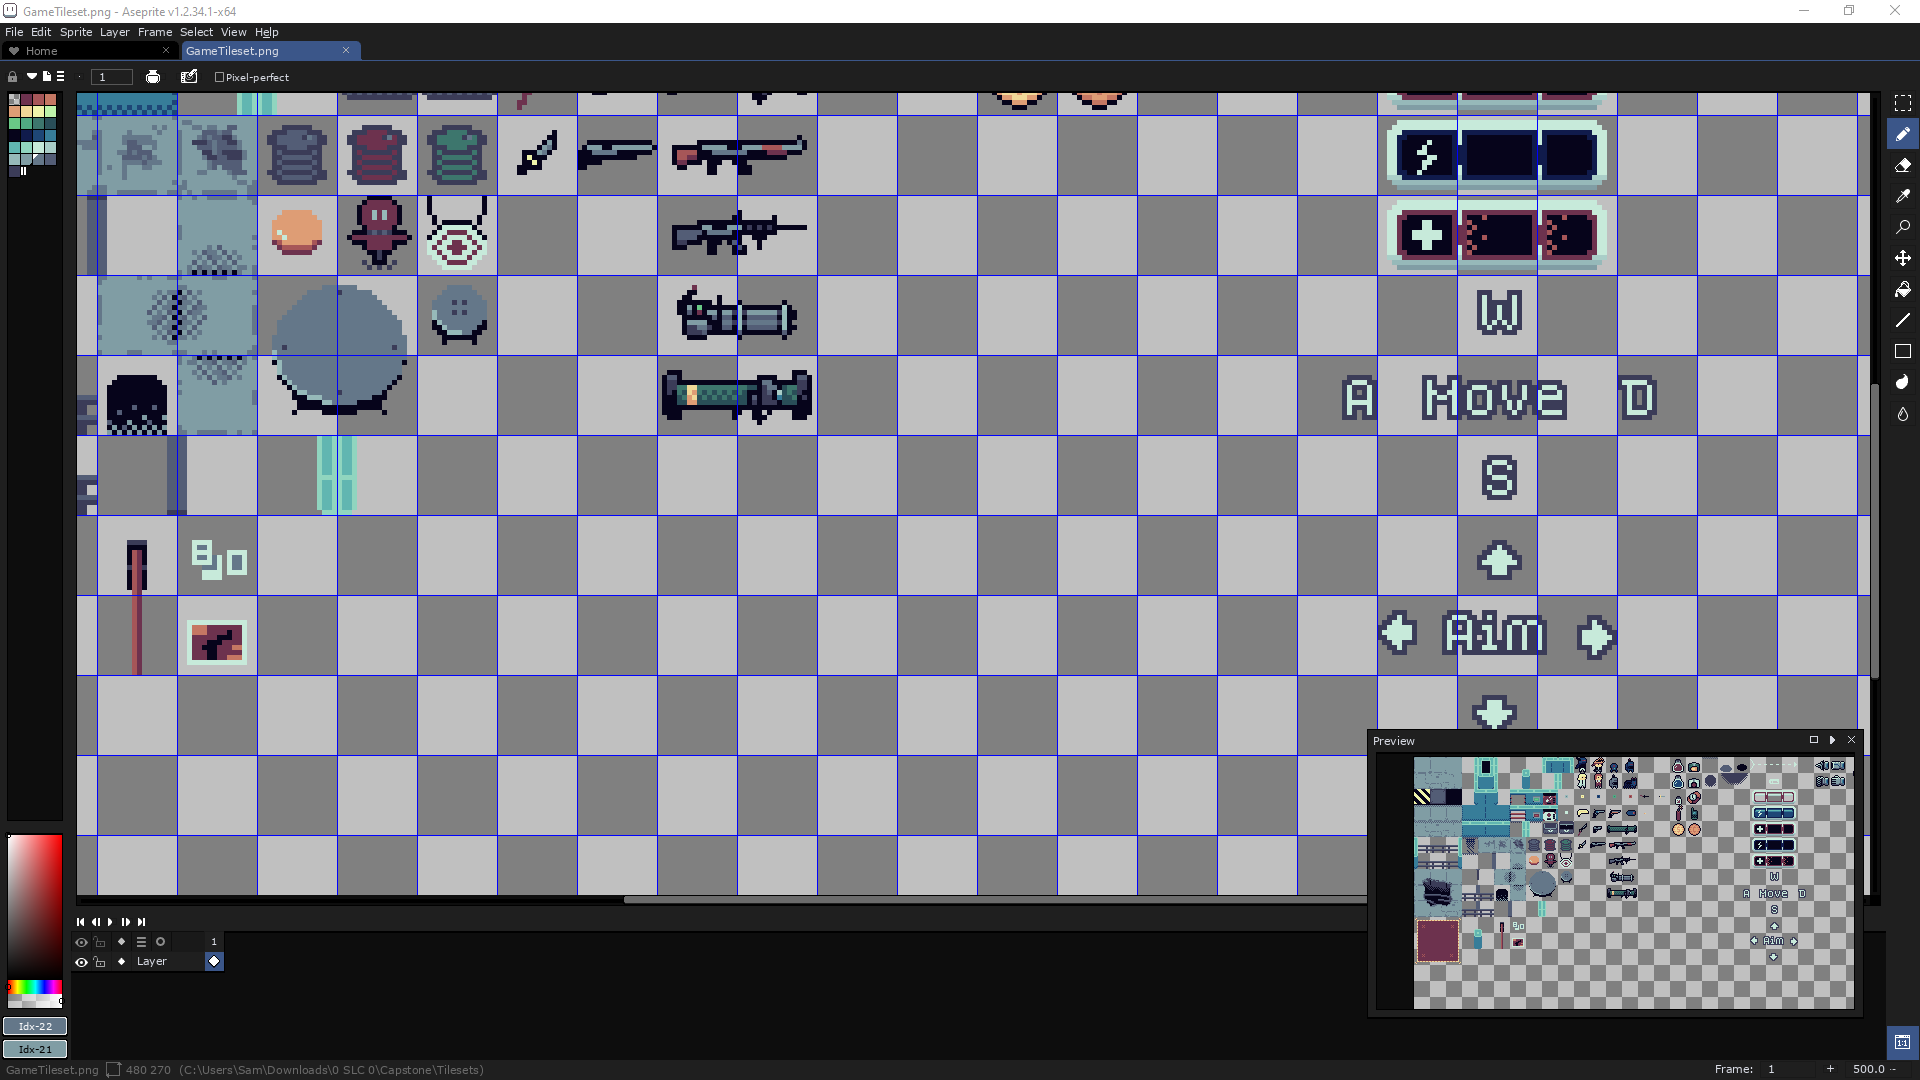 GameTileset.png - Aseprite v1.2.34.1-x64
File Edit Sprite Layer Frame Select View Help
Home
GameTileset.png
1
Pixel-perfect
W
A Move D
S
Aim
Preview
W
A Move D
S
Aim
1
Layer
Idx-22
Idx-21
GameTileset.png 480 270 (C:\Users\Sam\Downloads\0 SLC 0\Capstone\Tilesets)
Frame: 1
500.0
1:1